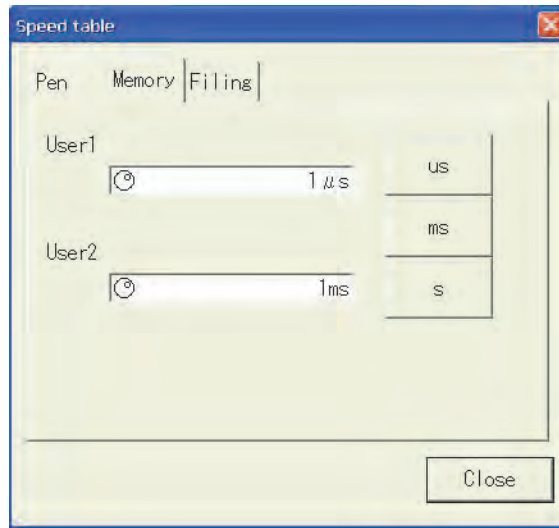 Speed table
Pen Memory Filing
User1
1μs
us
ms
User2
1ms
s
Close